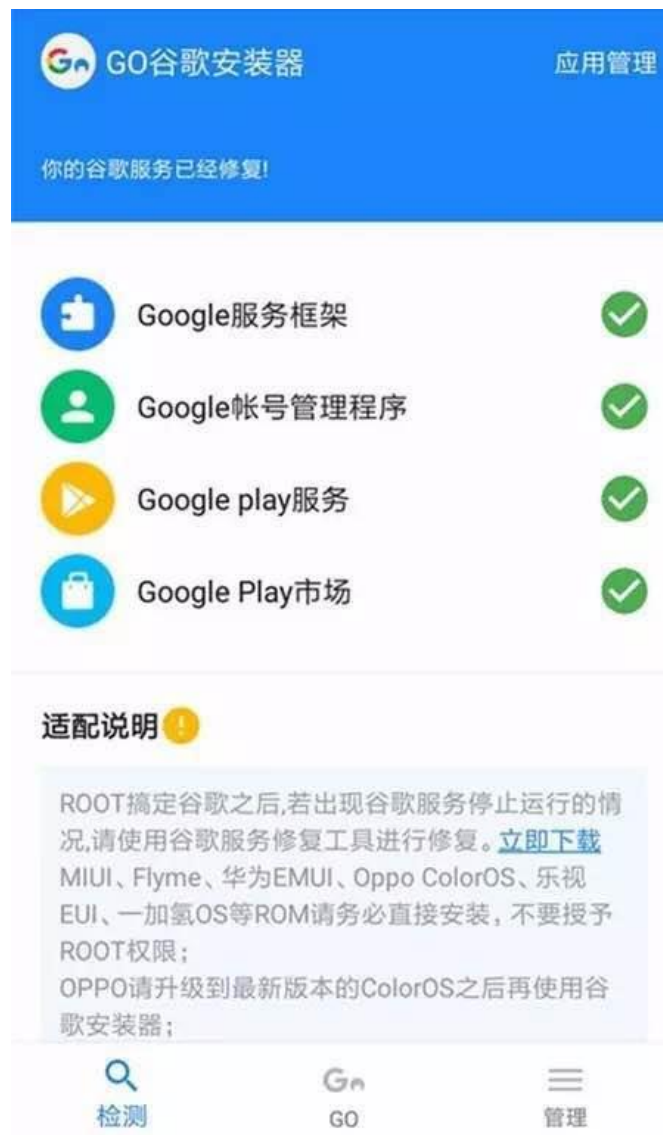 Gn GO谷歌安装器 应用管理
你的谷歌服务已经修复!
Google服务框架
Google帐号管理程序
Google play服务
Google Play市场
适配说明!
ROOT搞定谷歌之后,若出现谷歌服务停止运行的情
况,请使用谷歌服务修复工具进行修复。立即下载
MIUI、Flyme、华为EMUI、Oppo ColorOS、乐视
EUI、一加氢OS等ROM请务必直接安装，不要授予
ROOT权限；
OPPO请升级到最新版本的ColorOS之后再使用谷
歌安装器；
检测 Gn GO 管理